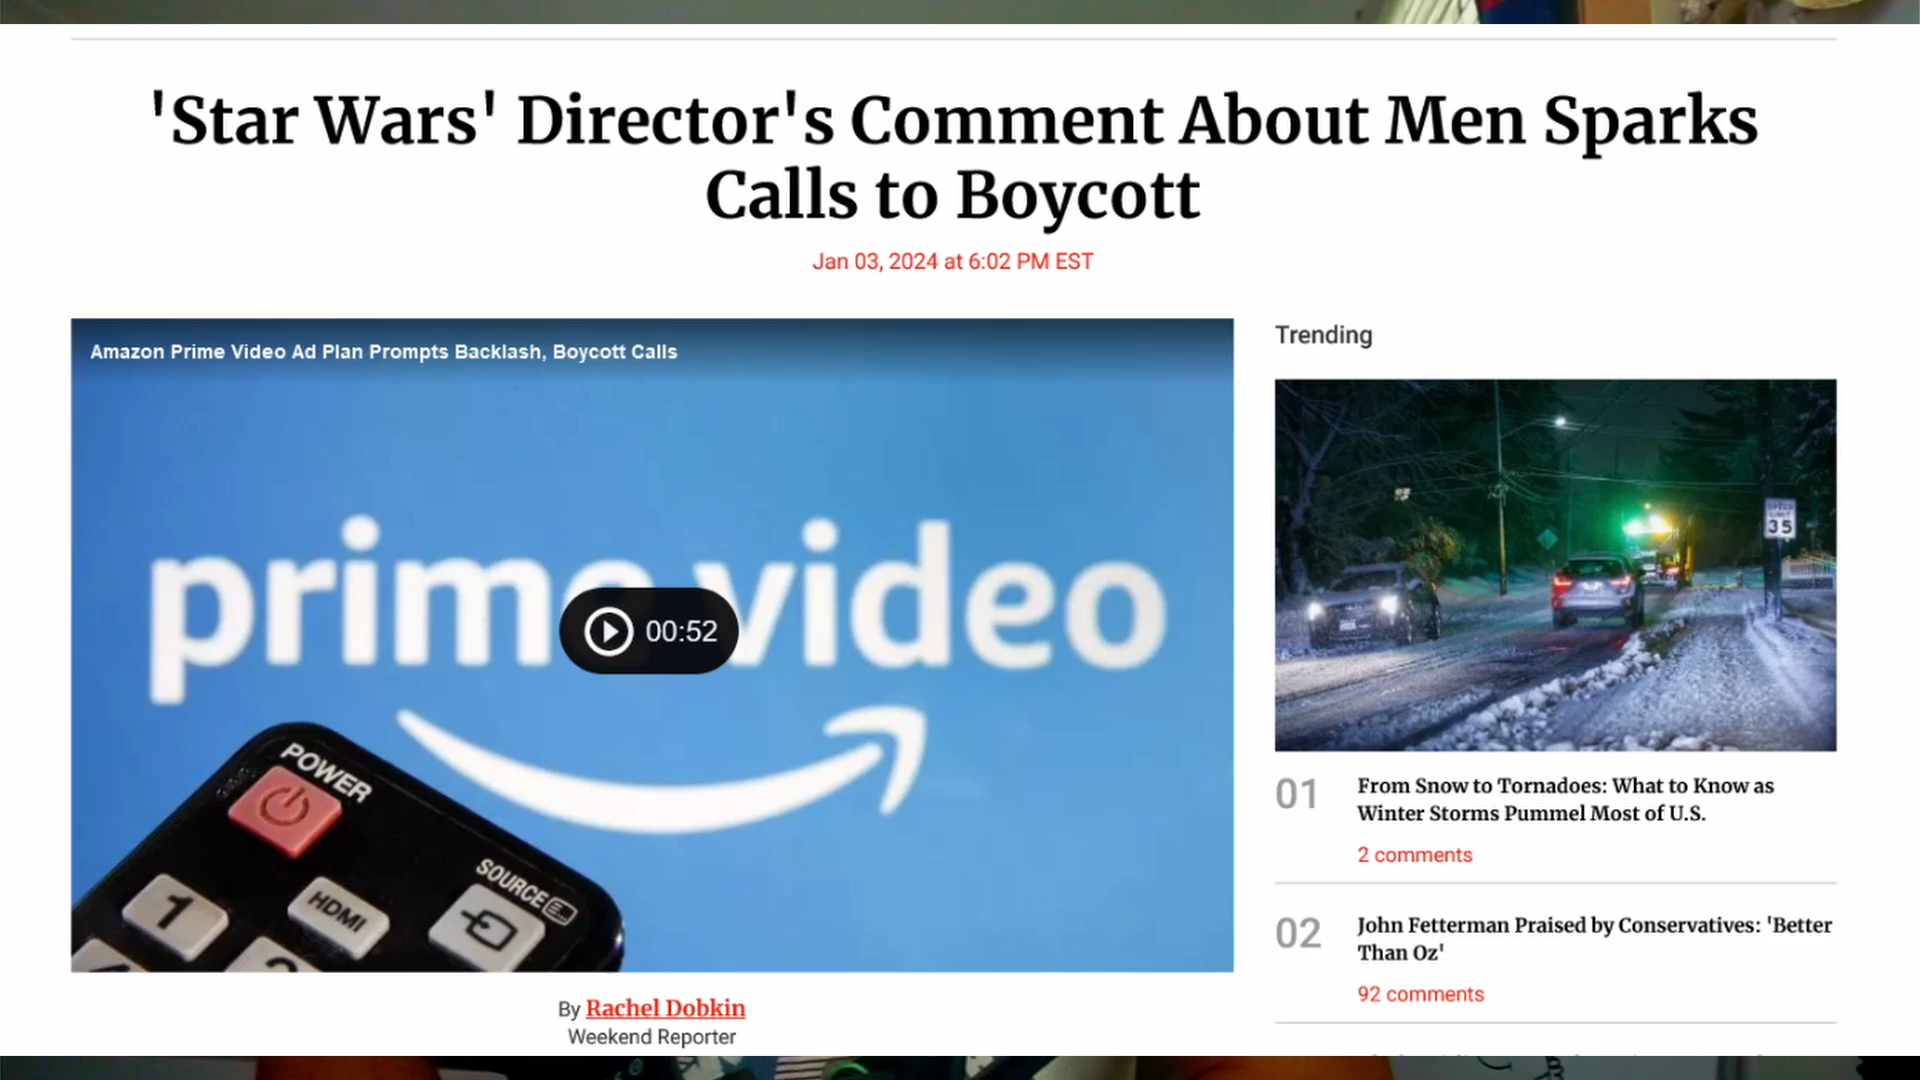 'Star Wars' Director's Comment About Men Sparks
Calls to Boycott
Jan 03, 2024 at 6:02 PM EST
Amazon Prime Video Ad Plan Prompts Backlash, Boycott Calls
prime video
00:52
POWER
SOURCE
1
HDMI
2
Trending
SPEED
LIMIT
35
01
From Snow to Tornadoes: What to Know as
Winter Storms Pummel Most of U.S.
2 comments
02
John Fetterman Praised by Conservatives: 'Better
Than Oz'
92 comments
By Rachel Dobkin
Weekend Reporter